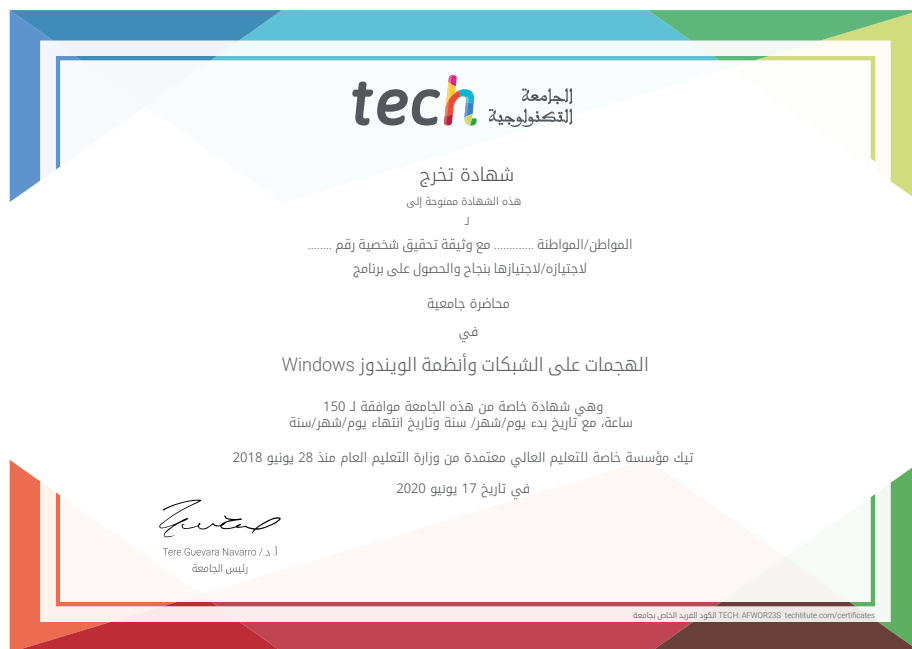 tech الجامعة
التكنولوجية
شهادة تخرج
هذه الشهادة ممنوحة إلى
لـ
المواطن/المواطنة ............. مع وثيقة تحقيق شخصية رقم ........
لاجتيازه/لاجتيازها بنجاح والحصول على برنامج
محاضرة جامعية
في
الهجمات على الشبكات وأنظمة الويندوز Windows
وهي شهادة خاصة من هذه الجامعة موافقة لـ 150
ساعة، مع تاريخ بدء يوم/شهر/ سنة وتاريخ انتهاء يوم/شهر/سنة
تيك مؤسسة خاصة للتعليم العالي معتمدة من وزارة التعليم العام منذ 28 يونيو 2018
في تاريخ 17 يونيو 2020
أ. د./ Tere Guevara Navarro
رئيس الجامعة
الكود الفريد الخاص بجامعة TECH: AFWOR23S techtitute.com/certificates